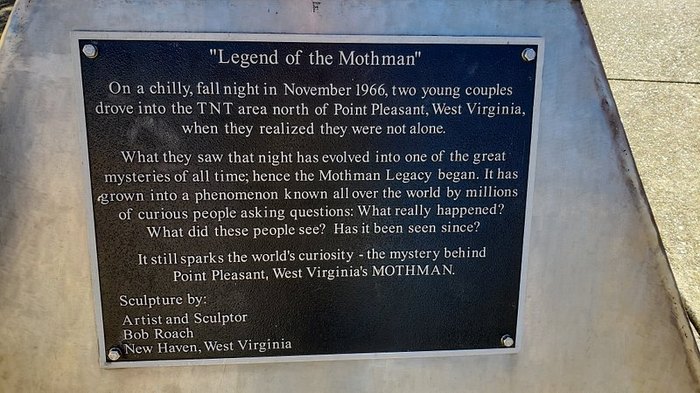 "Legend of the Mothman"
On a chilly, fall night in November 1966, two young couples
drove into the TNT area north of Point Pleasant, West Virginia,
when they realized they were not alone.
What they saw that night has evolved into one of the great
mysteries of all time; hence the Mothman Legacy began. It has
grown into a phenomenon known all over the world by millions
of curious people asking questions: What really happened?
What did these people see? Has it been seen since?
It still sparks the world's curiosity - the mystery behind
Point Pleasant, West Virginia's MOTHMAN.
Sculpture by:
Artist and Sculptor
Bob Roach
New Haven, West Virginia